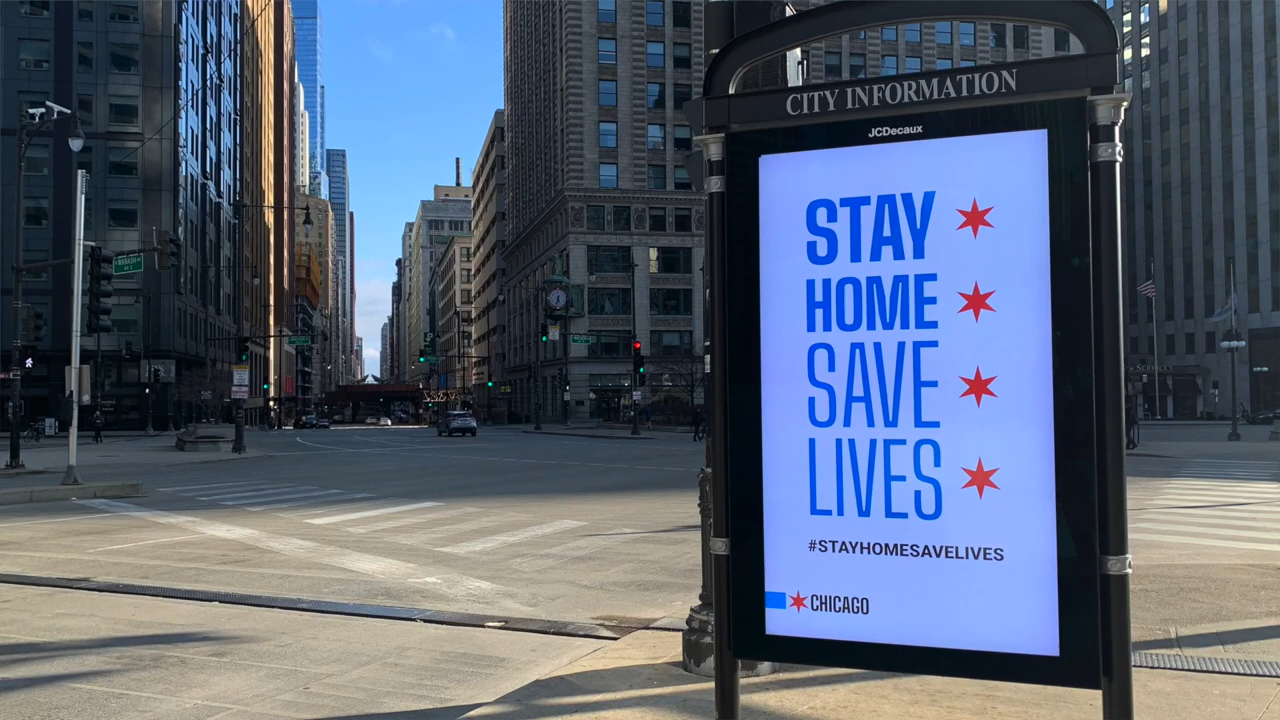 CITY INFORMATION
JCDecaux
STAY
HOME
SAVE
LIVES
#STAYHOMESAVELIVES
CHICAGO